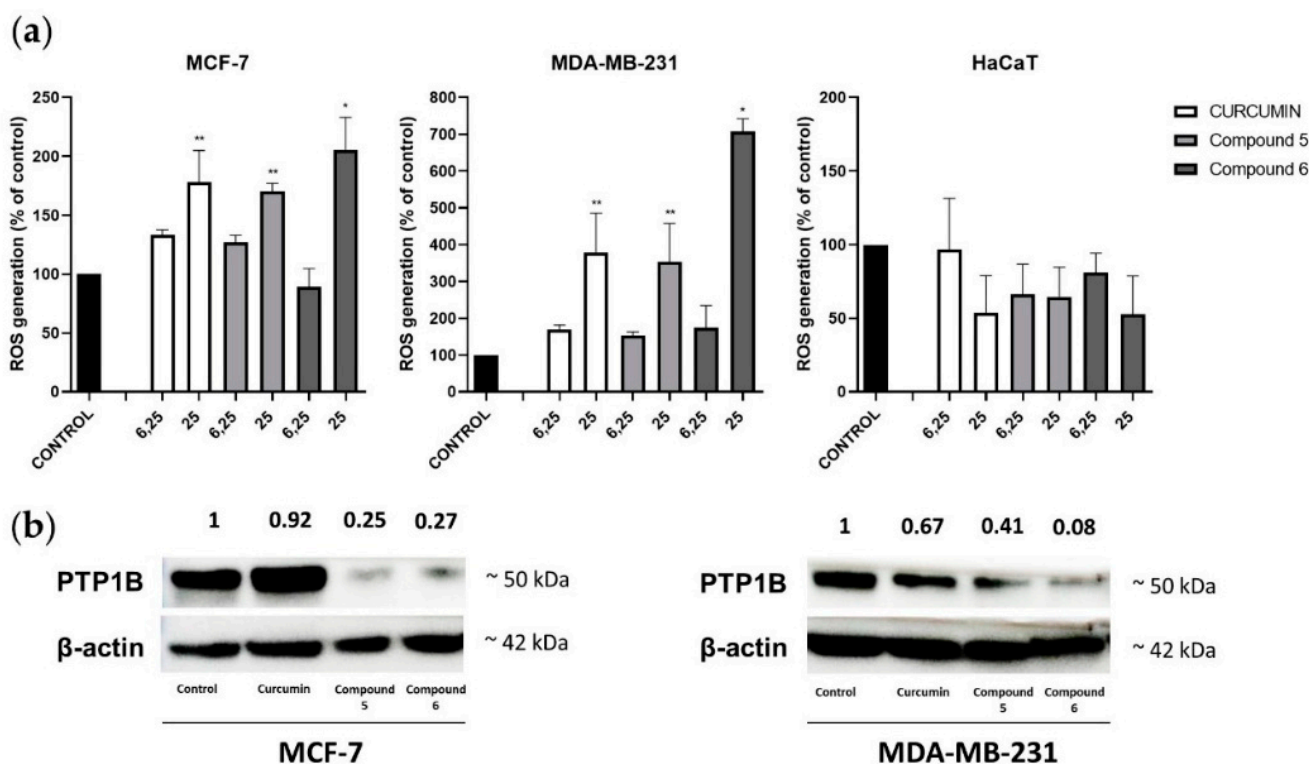 (a)
MCF-7
ROS generation (% of control)
250
200
150
100
50
0
**
**
*
CONTROL
6,25
25
6,25
25
6,25
25
MDA-MB-231
ROS generation (% of control)
800
700
600
400
300
200
100
0
**
**
*
CONTROL
6,25
25
6,25
25
6,25
25
HaCaT
ROS generation (% of control)
200
150
100
50
0
CONTROL
6,25
25
6,25
25
6,25
25
CURCUMIN
Compound 5
Compound 6
(b)
1 0.92 0.25 0.27
PTP1B ~ 50 kDa
β-actin ~ 42 kDa
Control Curcumin Compound 5 Compound 6
MCF-7
1 0.67 0.41 0.08
PTP1B ~ 50 kDa
β-actin ~ 42 kDa
Control Curcumin Compound 5 Compound 6
MDA-MB-231